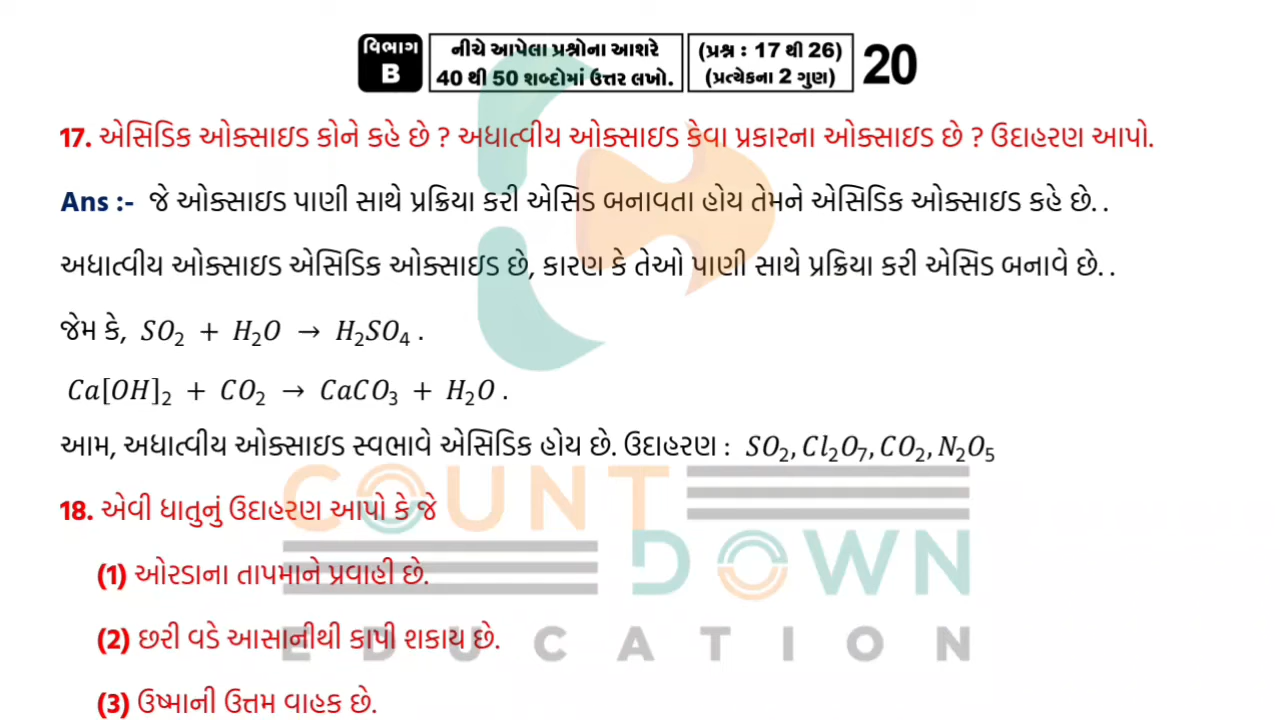 વિભાગ B
નીચે આપેલા પ્રશ્નોના આશરે
40 થી 50 શબ્દોમાં ઉત્તર લખો.
(પ્રશ્ન : 17 થી 26)
(પ્રત્યેકના 2 ગુણ)
20
17. એસિડિક ઓક્સાઇડ કોને કહે છે ? અધાત્વીય ઓક્સાઇડ કેવા પ્રકારના ઓક્સાઇડ છે ? ઉદાહરણ આપો.
Ans :- જે ઓક્સાઇડ પાણી સાથે પ્રક્રિયા કરી એસિડ બનાવતા હોય તેમને એસિડિક ઓક્સાઇડ કહે છે. .
અધાત્વીય ઓક્સાઇડ એસિડિક ઓક્સાઇડ છે, કારણ કે તેઓ પાણી સાથે પ્રક્રિયા કરી એસિડ બનાવે છે. .
જેમ કે, SO₂ + H₂O → H₂SO₄ .
Ca[OH]₂ + CO₂ → CaCO₃ + H₂O .
આમ, અધાત્વીય ઓક્સાઇડ સ્વભાવે એસિડિક હોય છે. ઉદાહરણ : SO₂, Cl₂O₇, CO₂, N₂O₅
18. એવી ધાતુનું ઉદાહરણ આપો કે જે
(1) ઓરડાના તાપમાને પ્રવાહી છે.
(2) છરી વડે આસાનીથી કાપી શકાય છે.
(3) ઉષ્માની ઉત્તમ વાહક છે.
COUNT
DOWN
EDUCATION